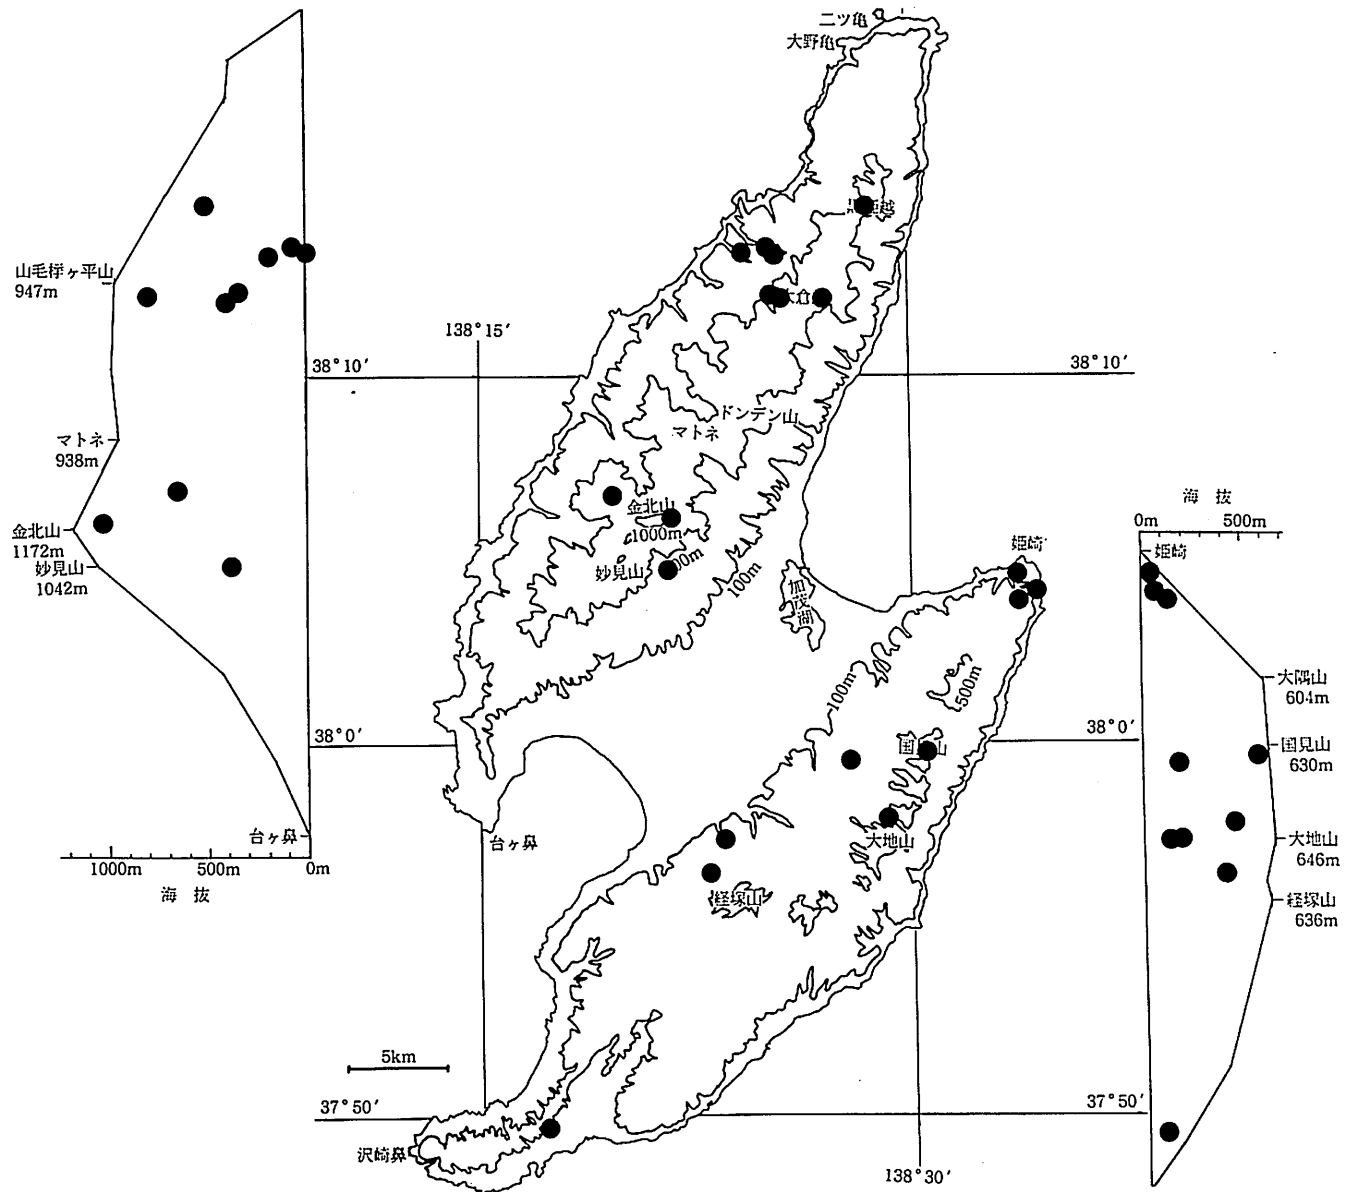 二ツ亀
大野亀
山毛欅ヶ平山
947m
138°15′
38°10′
38°10′
ドンデン山
マトネ
マトネ
938m
金北山
1172m
妙見山
1042m
金北山
1000m
妙見山
100m
加茂湖
姫崎
海抜
0m
500m
姫崎
大隅山
604m
国見山
630m
大地山
646m
経塚山
636m
100m
500m
38°0′
38°0′
大地山
経塚山
台ヶ鼻
台ヶ鼻
1000m
500m
0m
海抜
5km
37°50′
37°50′
沢崎鼻
138°30′